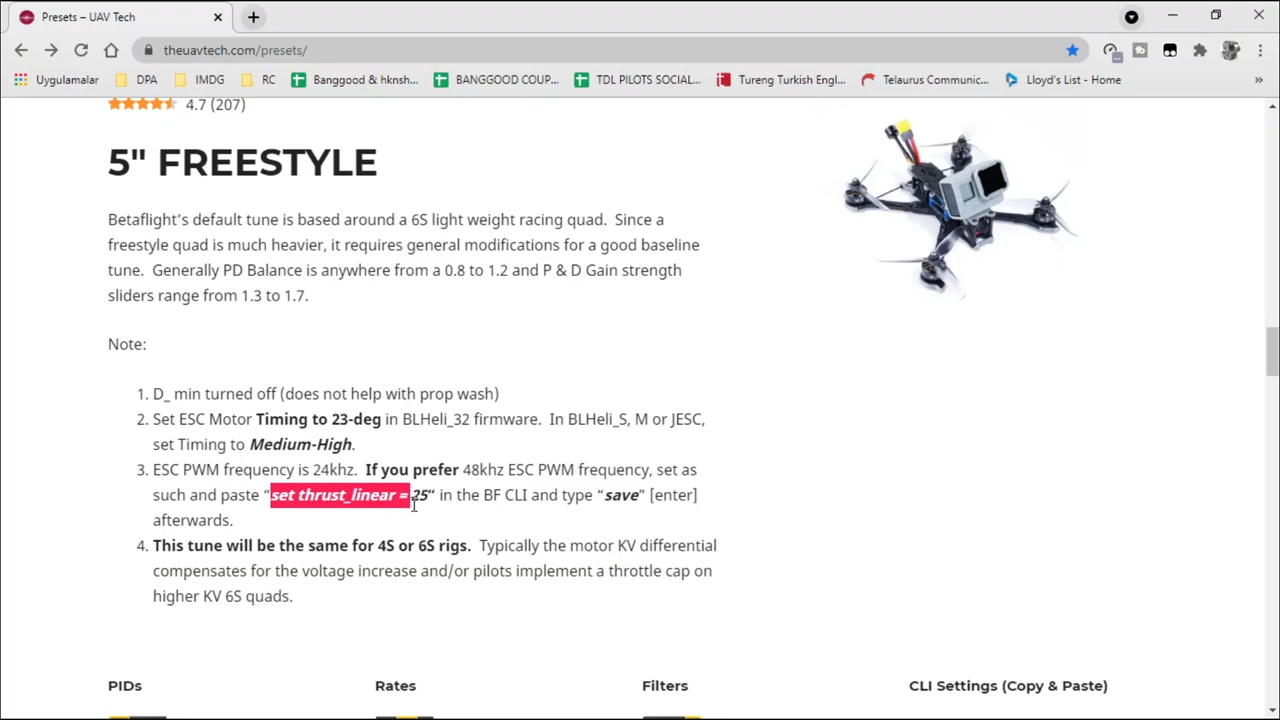 Presets – UAV Tech
theuavtech.com/presets/
Uygulamalar DPA IMDG RC Banggood & hknsh... BANGGOOD COUP... TDL PILOTS SOCIAL... Tureng Turkish Engl... Telaurus Communic... Lloyd's List - Home
4.7 (207)
5" FREESTYLE
Betaflight's default tune is based around a 6S light weight racing quad. Since a
freestyle quad is much heavier, it requires general modifications for a good baseline
tune. Generally PD Balance is anywhere from a 0.8 to 1.2 and P & D Gain strength
sliders range from 1.3 to 1.7.
Note:
1. D_ min turned off (does not help with prop wash)
2. Set ESC Motor Timing to 23-deg in BLHeli_32 firmware. In BLHeli_S, M or JESC,
set Timing to Medium-High.
3. ESC PWM frequency is 24khz. If you prefer 48khz ESC PWM frequency, set as
such and paste “set thrust_linear = 25“ in the BF CLI and type “save” [enter]
afterwards.
4. This tune will be the same for 4S or 6S rigs. Typically the motor KV differential
compensates for the voltage increase and/or pilots implement a throttle cap on
higher KV 6S quads.
PIDs Rates Filters CLI Settings (Copy & Paste)